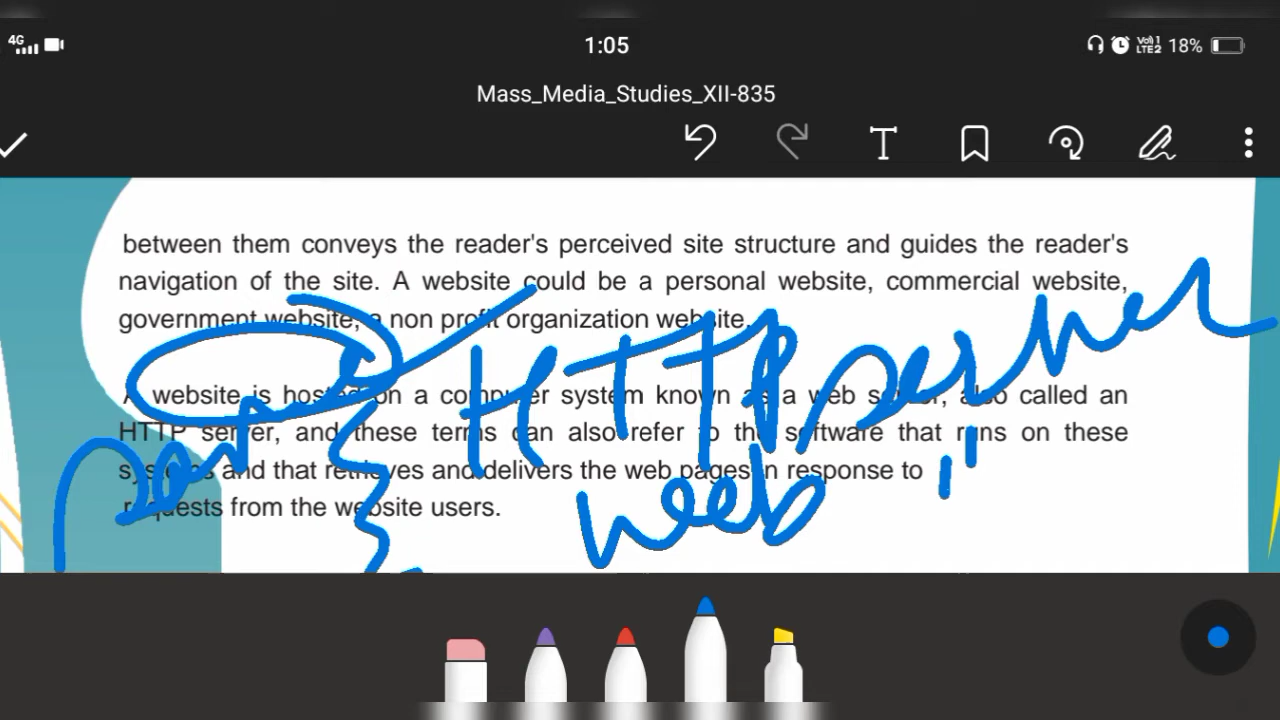 4G 1:05 Vo) 1 LTE2 18%
Mass_Media_Studies_XII-835
T
between them conveys the reader's perceived site structure and guides the reader's
navigation of the site. A website could be a personal website, commercial website,
government website, a non profit organization website.
A website is hosted on a computer system known as a web server, also called an
HTTP server, and these terms can also refer to the software that runs on these
systems and that retrieves and delivers the web pages in response to
requests from the website users.
HTTP server
web "